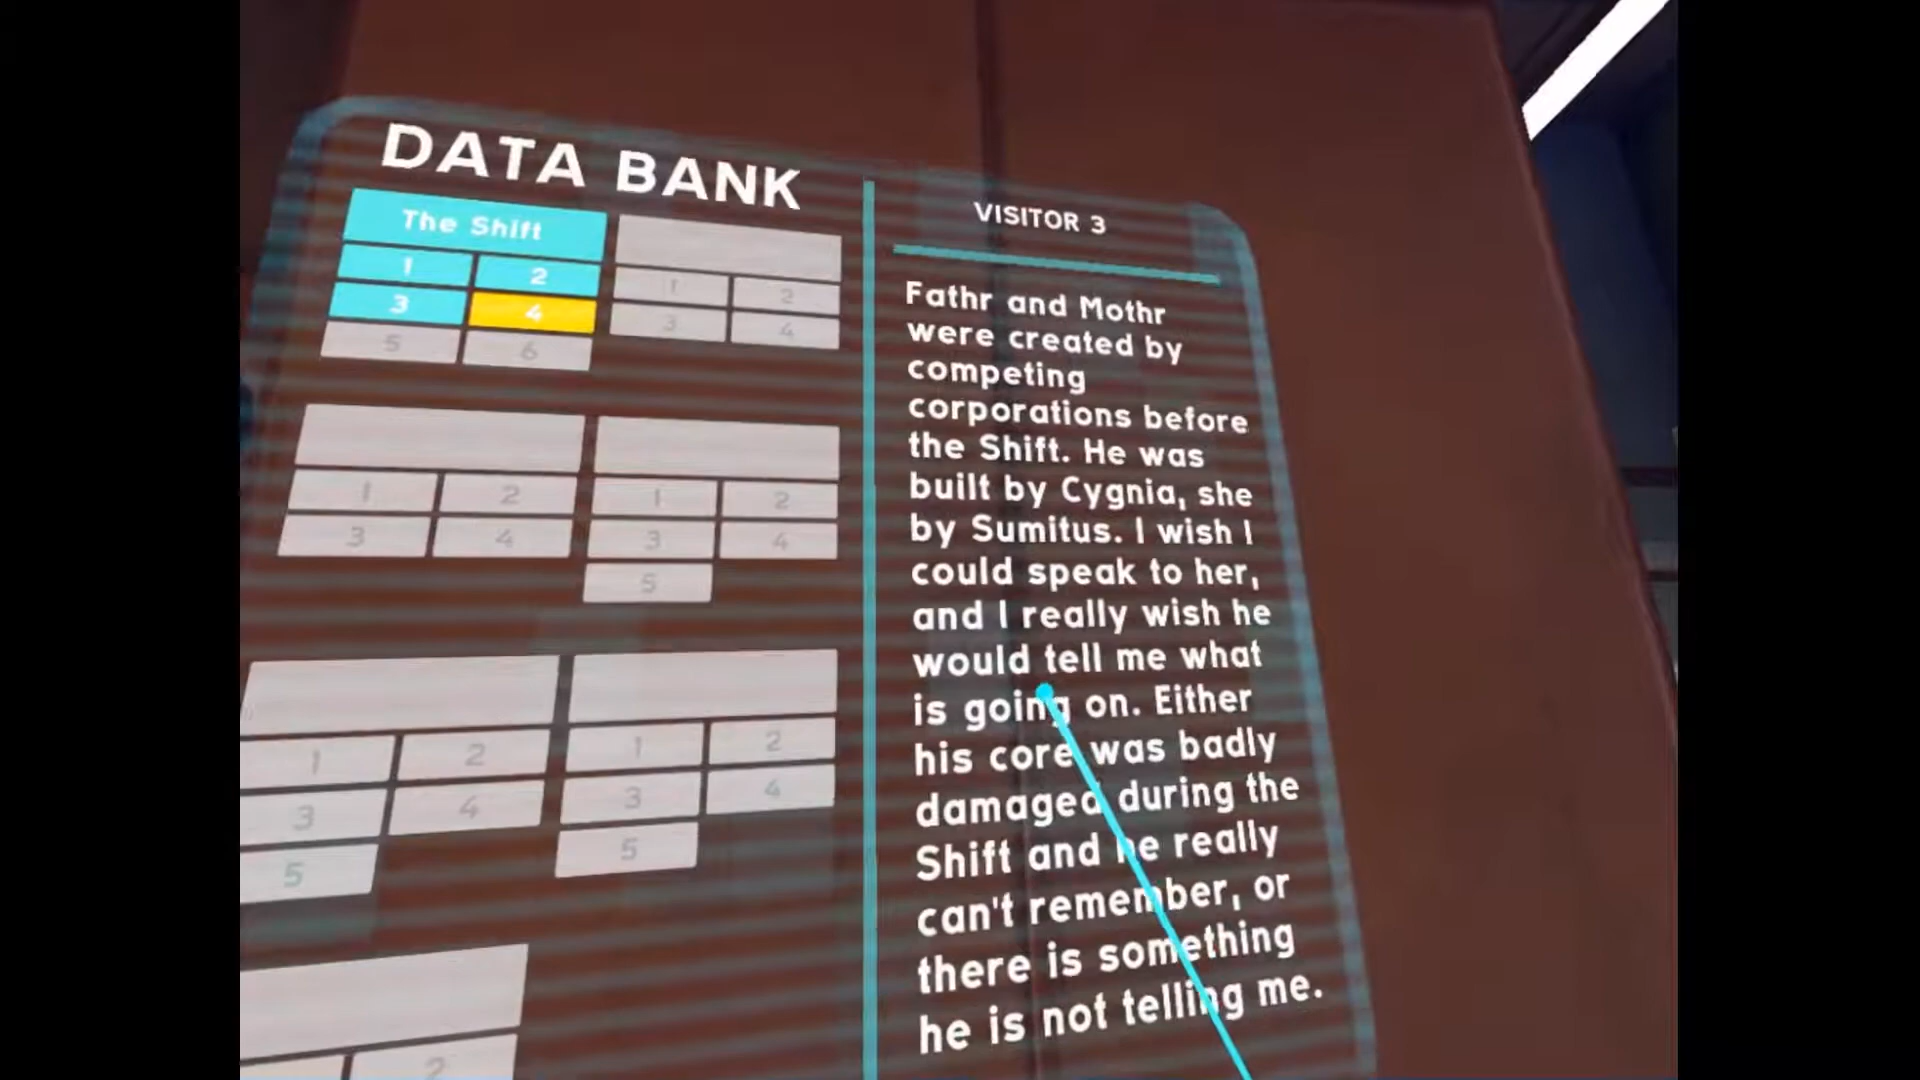 DATA BANK
The Shift
1 2
3 4
5 6
1 2
3 4
1 2
3 4
1 2
3 4
5
1 2
3 4
5
1 2
3 4
5
2
VISITOR 3
Fathr and Mothr
were created by
competing
corporations before
the Shift. He was
built by Cygnia, she
by Sumitus. I wish I
could speak to her,
and I really wish he
would tell me what
is going on. Either
his core was badly
damaged during the
Shift and he really
can't remember, or
there is something
he is not telling me.